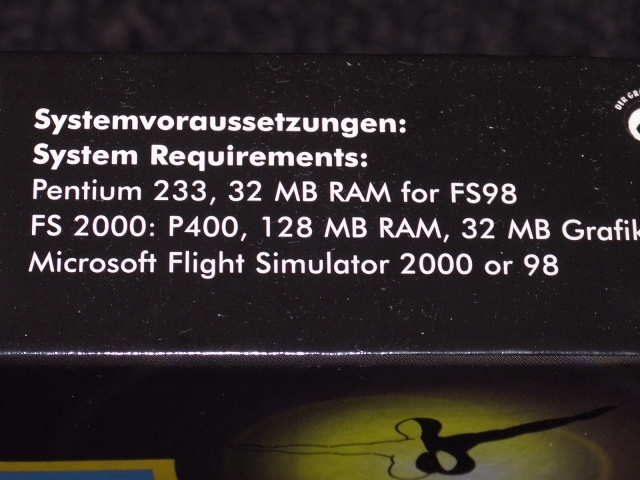 Systemvoraussetzungen:
System Requirements:
Pentium 233, 32 MB RAM for FS98
FS 2000: P400, 128 MB RAM, 32 MB Grafik
Microsoft Flight Simulator 2000 or 98
DER